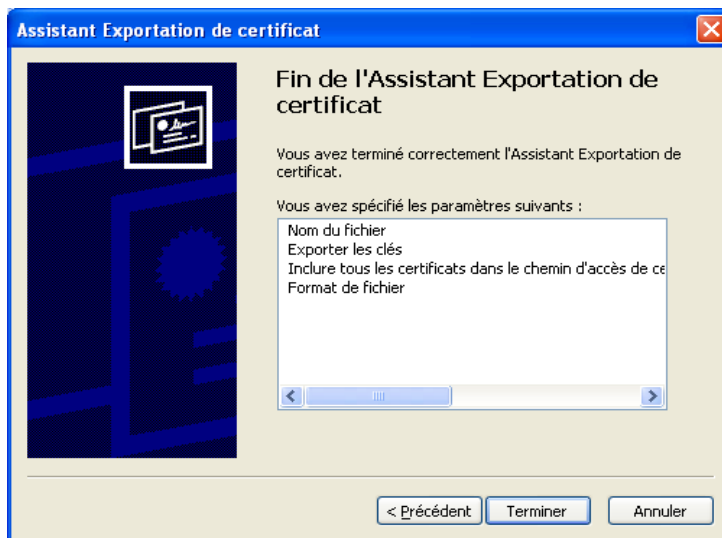 Assistant Exportation de certificat
Fin de l'Assistant Exportation de
certificat
Vous avez terminé correctement l'Assistant Exportation de
certificat.
Vous avez spécifié les paramètres suivants :
Nom du fichier
Exporter les clés
Inclure tous les certificats dans le chemin d'accès de ce
Format de fichier
< Précédent Terminer Annuler